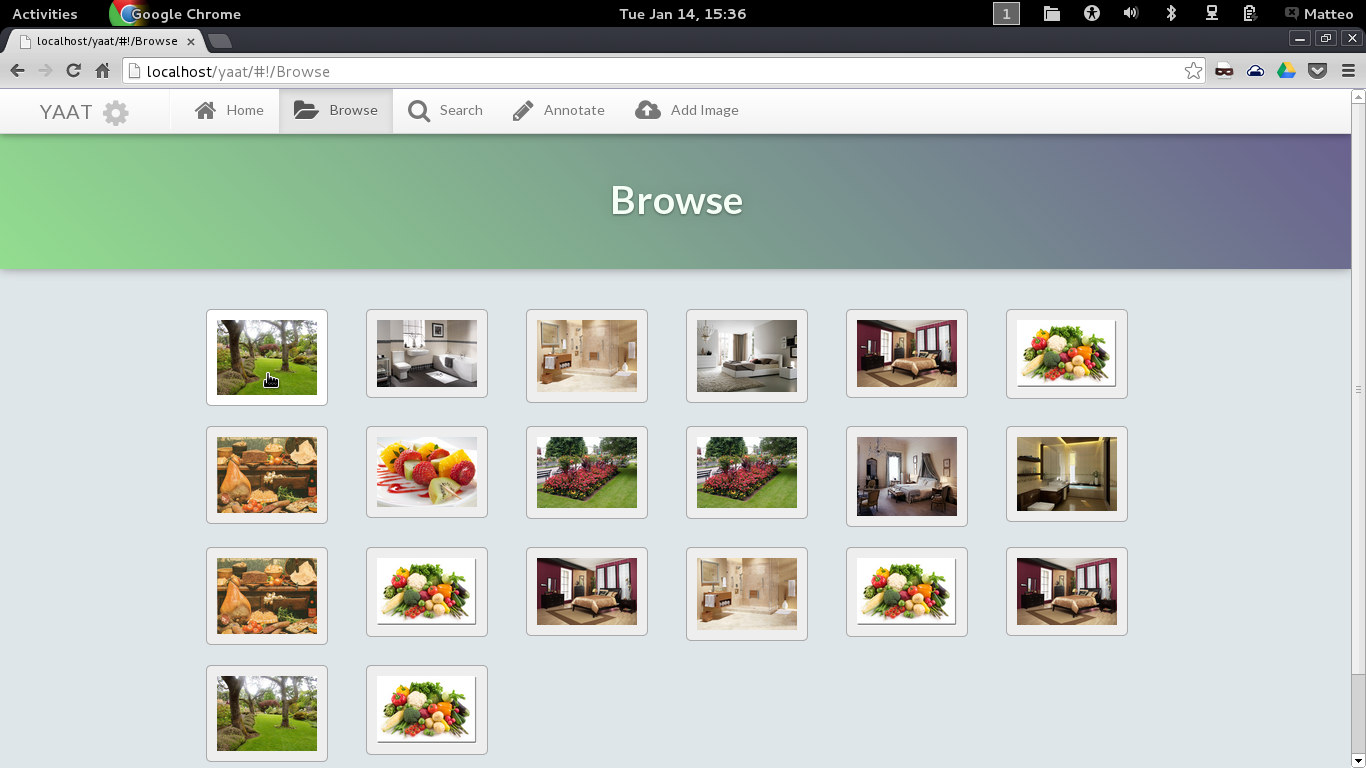 Activities Google Chrome Tue Jan 14, 15:36 1 Matteo
localhost/yaat/#!/Browse
localhost/yaat/#!/Browse
YAAT Home Browse Search Annotate Add Image
Browse